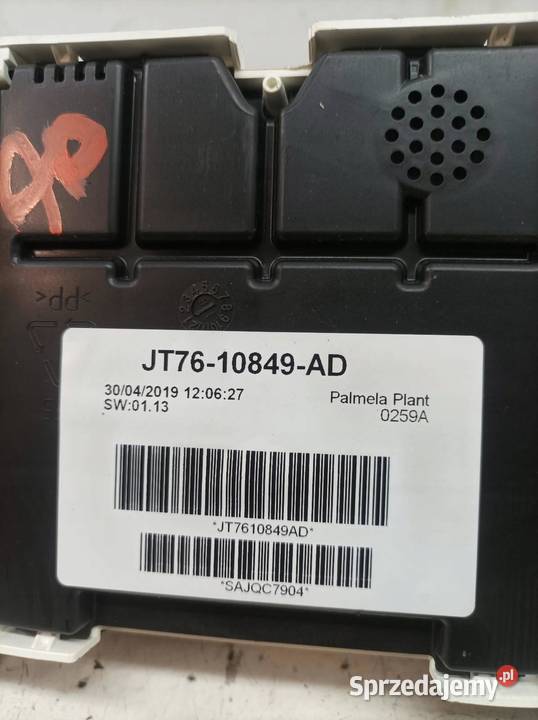 >PP<
JT76-10849-AD
30/04/2019 12:06:27
SW:01.13
Palmela Plant
0259A
*JT7610849AD*
*SAJQC7904*
Sprzedajemy.pl